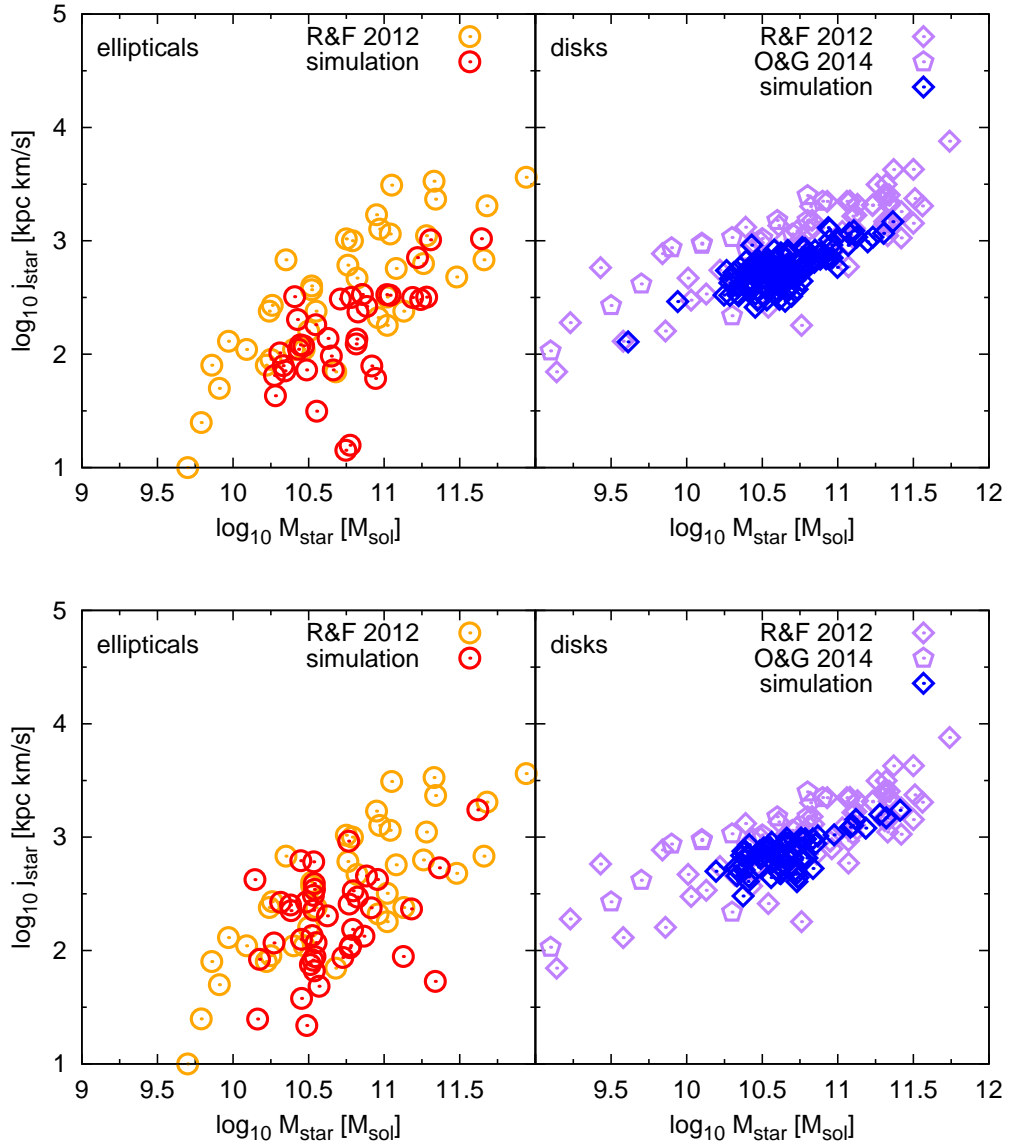 5
4
3
2
1
log10 jstar [kpc km/s]
ellipticals
R&F 2012
simulation
disks
R&F 2012
O&G 2014
simulation
9 9.5 10 10.5 11 11.5
9.5 10 10.5 11 11.5 12
log10 Mstar [Msol]
log10 Mstar [Msol]
5
4
3
2
1
log10 jstar [kpc km/s]
ellipticals
R&F 2012
simulation
disks
R&F 2012
O&G 2014
simulation
9 9.5 10 10.5 11 11.5
9.5 10 10.5 11 11.5 12
log10 Mstar [Msol]
log10 Mstar [Msol]